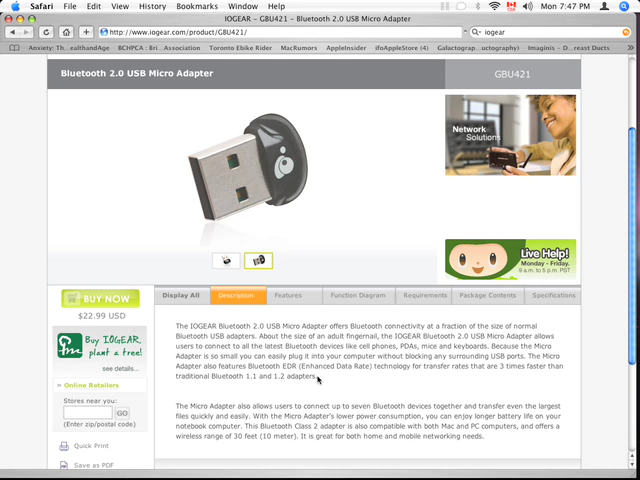 Safari File Edit View History Bookmarks Window Help Mon 7:47 PM
IOGEAR - GBU421 - Bluetooth 2.0 USB Micro Adapter
http://www.iogear.com/product/GBU421/ iogear
Anxiety: Th...ealthandAge BCHPCA : Bri...Association Toronto Ebike Rider MacRumors AppleInsider ifoAppleStore (4) Galactograp...uctography) Imaginis - D...reast Ducts
Bluetooth 2.0 USB Micro Adapter GBU421
Network
Solutions
Live Help!
Monday - Friday.
9 a.m. to 5 p.m. PST
BUY NOW
$22.99 USD
Buy IOGEAR,
plant a tree!
see details...
Online Retailers
Stores near you:
GO
(Enter zip/postal code)
Quick Print
Save as PDF
Display All Description Features Function Diagram Requirements Package Contents Specifications
The IOGEAR Bluetooth 2.0 USB Micro Adapter offers Bluetooth connectivity at a fraction of the size of normal
Bluetooth USB adapters. About the size of an adult fingernail, the IOGEAR Bluetooth 2.0 USB Micro Adapter allows
users to connect to all the latest Bluetooth devices like cell phones, PDAs, mice and keyboards. Because the Micro
Adapter is so small you can easily plug it into your computer without blocking any surrounding USB ports. The Micro
Adapter also features Bluetooth EDR (Enhanced Data Rate) technology for transfer rates that are 3 times faster than
traditional Bluetooth 1.1 and 1.2 adapters.
The Micro Adapter also allows users to connect up to seven Bluetooth devices together and transfer even the largest
files quickly and easily. With the Micro Adapter's lower power consumption, you can enjoy longer battery life on your
notebook computer. This Bluetooth Class 2 adapter is also compatible with both Mac and PC computers, and offers a
wireless range of 30 feet (10 meter). It is great for both home and mobile networking needs.